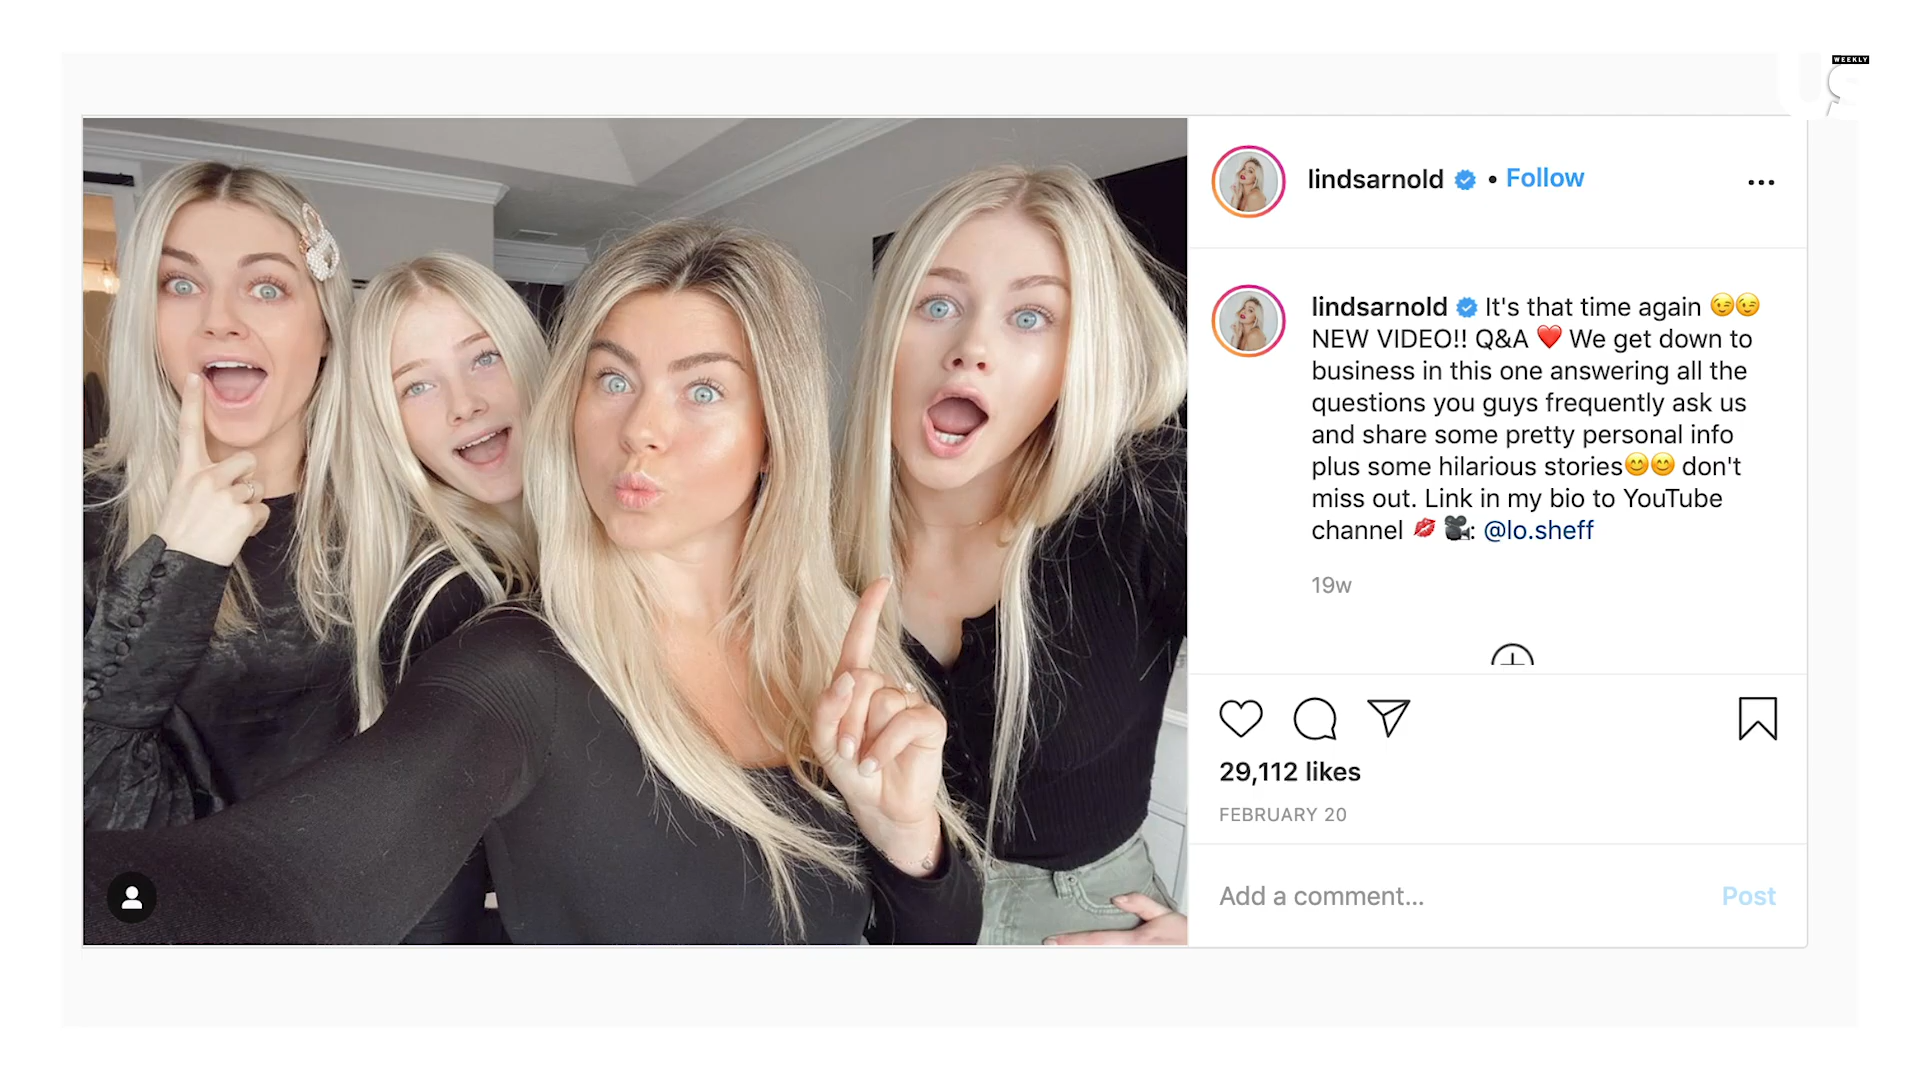 WEEKLY
US
lindsarnold • Follow
lindsarnold It's that time again 😉😉
NEW VIDEO!! Q&A ❤️ We get down to
business in this one answering all the
questions you guys frequently ask us
and share some pretty personal info
plus some hilarious stories😊😊 don't
miss out. Link in my bio to YouTube
channel 💋 🎥: @lo.sheff
19w
29,112 likes
FEBRUARY 20
Add a comment...
Post